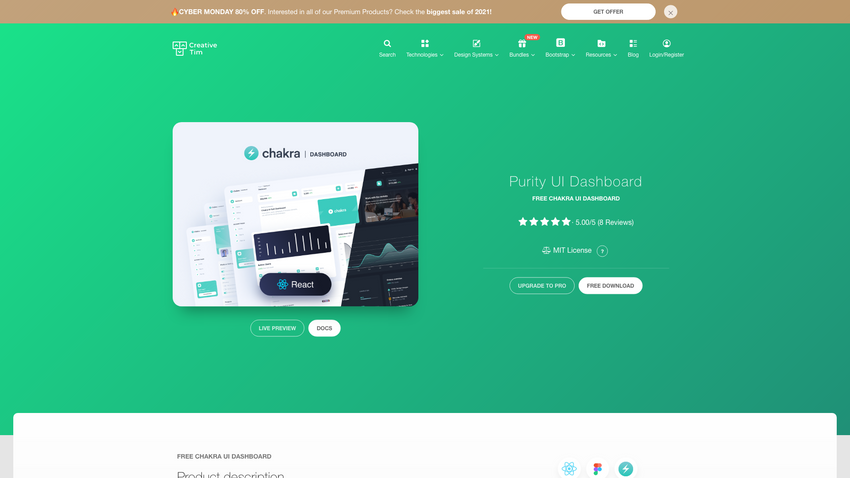 🔥CYBER MONDAY 80% OFF. Interested in all of our Premium Products? Check the biggest sale of 2021!
GET OFFER
Creative
Tim
NEW
Search
Technologies
Design Systems
Bundles
Bootstrap
Resources
Blog
Login/Register
chakra | DASHBOARD
React
LIVE PREVIEW
DOCS
Purity UI Dashboard
FREE CHAKRA UI DASHBOARD
5.00/5 (8 Reviews)
MIT License ?
UPGRADE TO PRO
FREE DOWNLOAD
FREE CHAKRA UI DASHBOARD
Product description